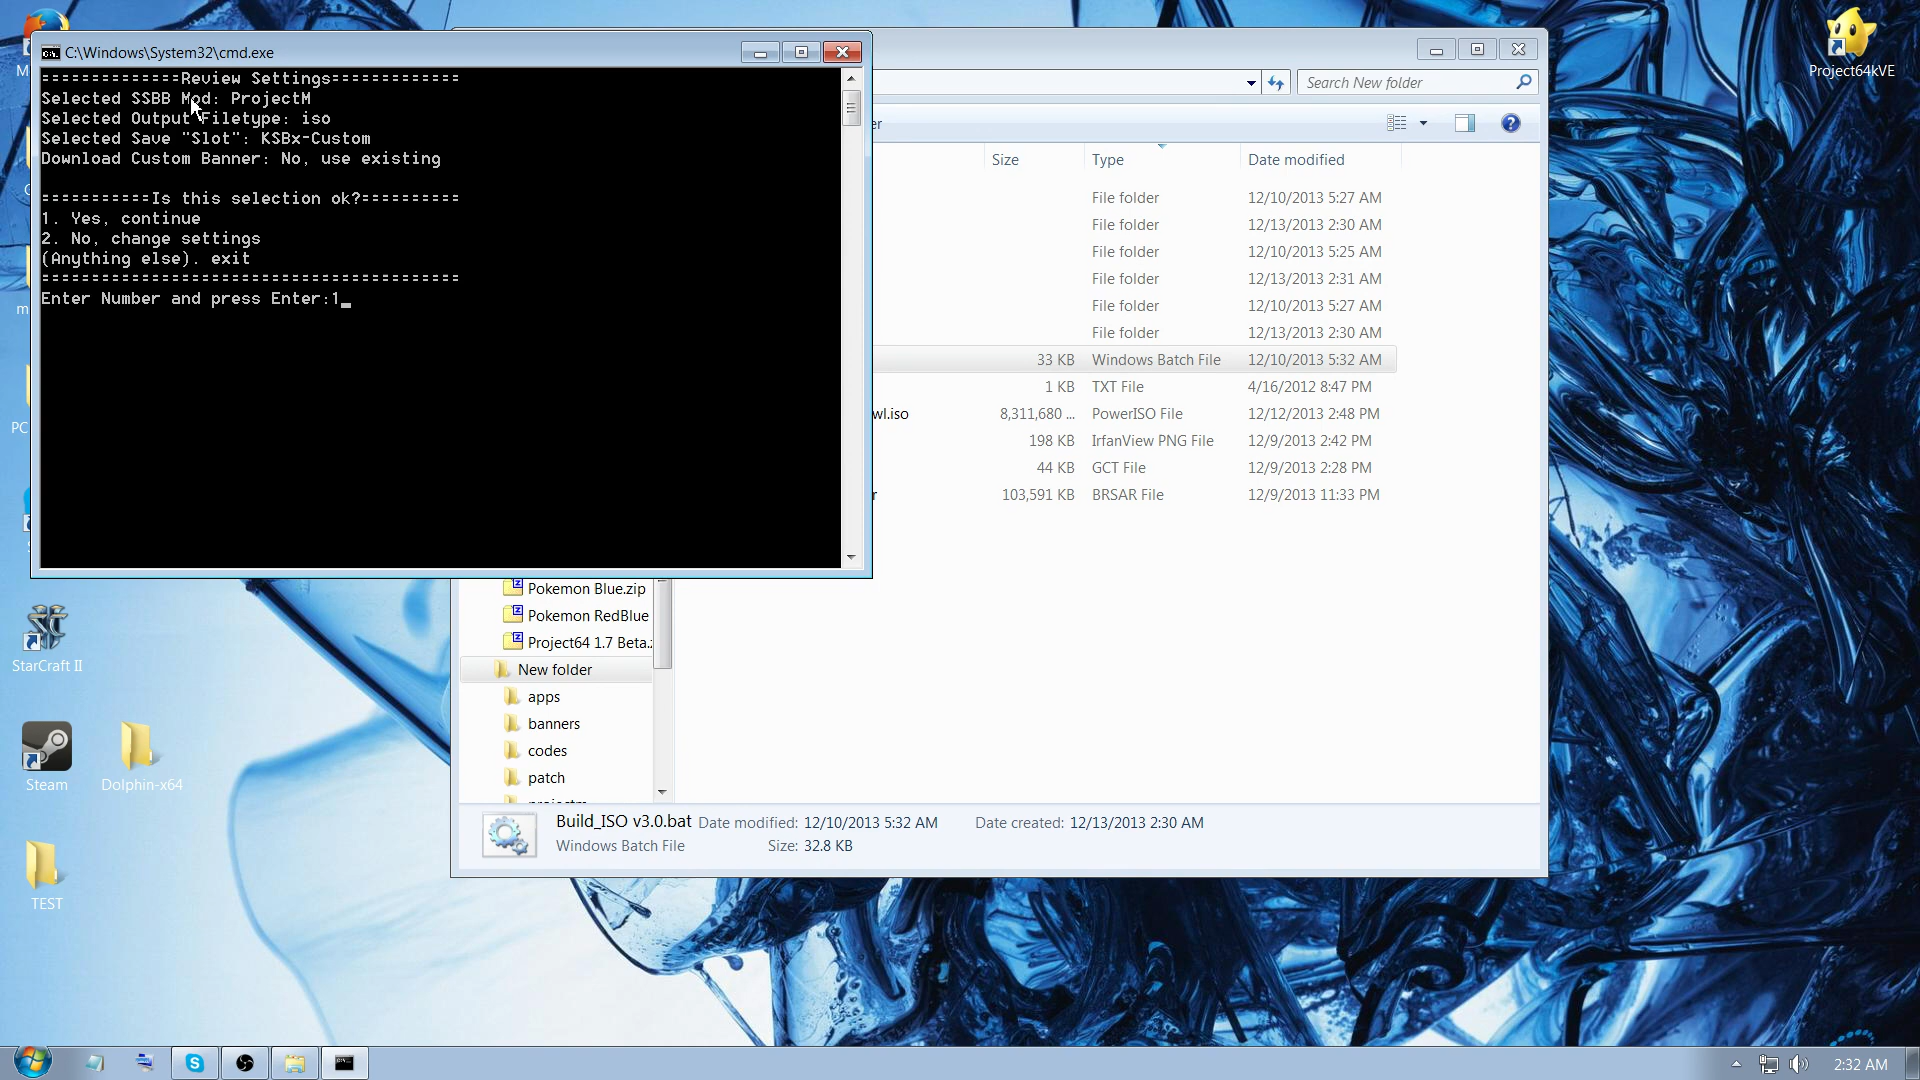 C:\Windows\System32\cmd.exe
==============Review Settings=============
Selected SSBB Mod: ProjectM
Selected Output Filetype: iso
Selected Save "Slot": KSBx-Custom
Download Custom Banner: No, use existing
===========Is this selection ok?==========
1. Yes, continue
2. No, change settings
(Anything else). exit
==========================================
Enter Number and press Enter:1_
Search New folder
er
Size Type Date modified
File folder 12/10/2013 5:27 AM
File folder 12/13/2013 2:30 AM
File folder 12/10/2013 5:25 AM
File folder 12/13/2013 2:31 AM
File folder 12/10/2013 5:27 AM
File folder 12/13/2013 2:30 AM
33 KB Windows Batch File 12/10/2013 5:32 AM
1 KB TXT File 4/16/2012 8:47 PM
wl.iso 8,311,680 ... PowerISO File 12/12/2013 2:48 PM
198 KB IrfanView PNG File 12/9/2013 2:42 PM
44 KB GCT File 12/9/2013 2:28 PM
r 103,591 KB BRSAR File 12/9/2013 11:33 PM
Pokemon Blue.zip
Pokemon RedBlue
Project64 1.7 Beta.
New folder
apps
banners
codes
patch
Build_ISO v3.0.bat Date modified: 12/10/2013 5:32 AM Date created: 12/13/2013 2:30 AM
Windows Batch File Size: 32.8 KB
Project64kVE
PC
StarCraft II
Steam
Dolphin-x64
TEST
2:32 AM